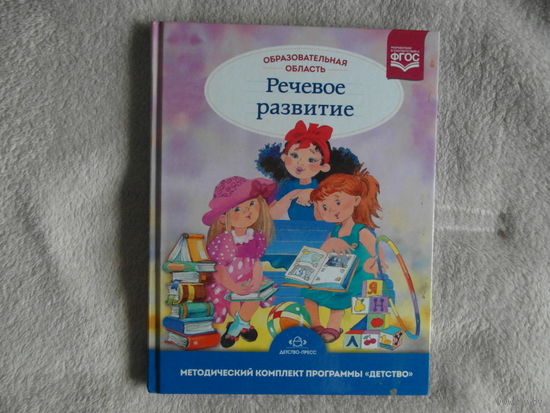 ОБРАЗОВАТЕЛЬНАЯ
ОБЛАСТЬ
Речевое
развитие
ФГОС
Я
Н
ДЕТСТВО-ПРЕСС
МЕТОДИЧЕСКИЙ КОМПЛЕКТ ПРОГРАММЫ «ДЕТСТВО»